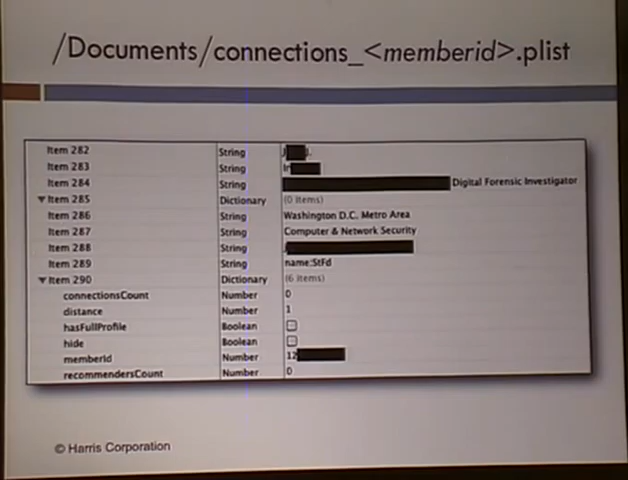 /Documents/connections_<memberid>.plist
Item 282 String
Item 283 String
Item 284 String Digital Forensic Investigator
Item 285 Dictionary (0 items)
Item 286 String Washington D.C. Metro Area
Item 287 String Computer & Network Security
Item 288 String
Item 289 String name:StFd
Item 290 Dictionary (6 items)
connectionsCount Number 0
distance Number 1
hasFullProfile Boolean
hide Boolean
memberId Number 12
recommendersCount Number 0
© Harris Corporation